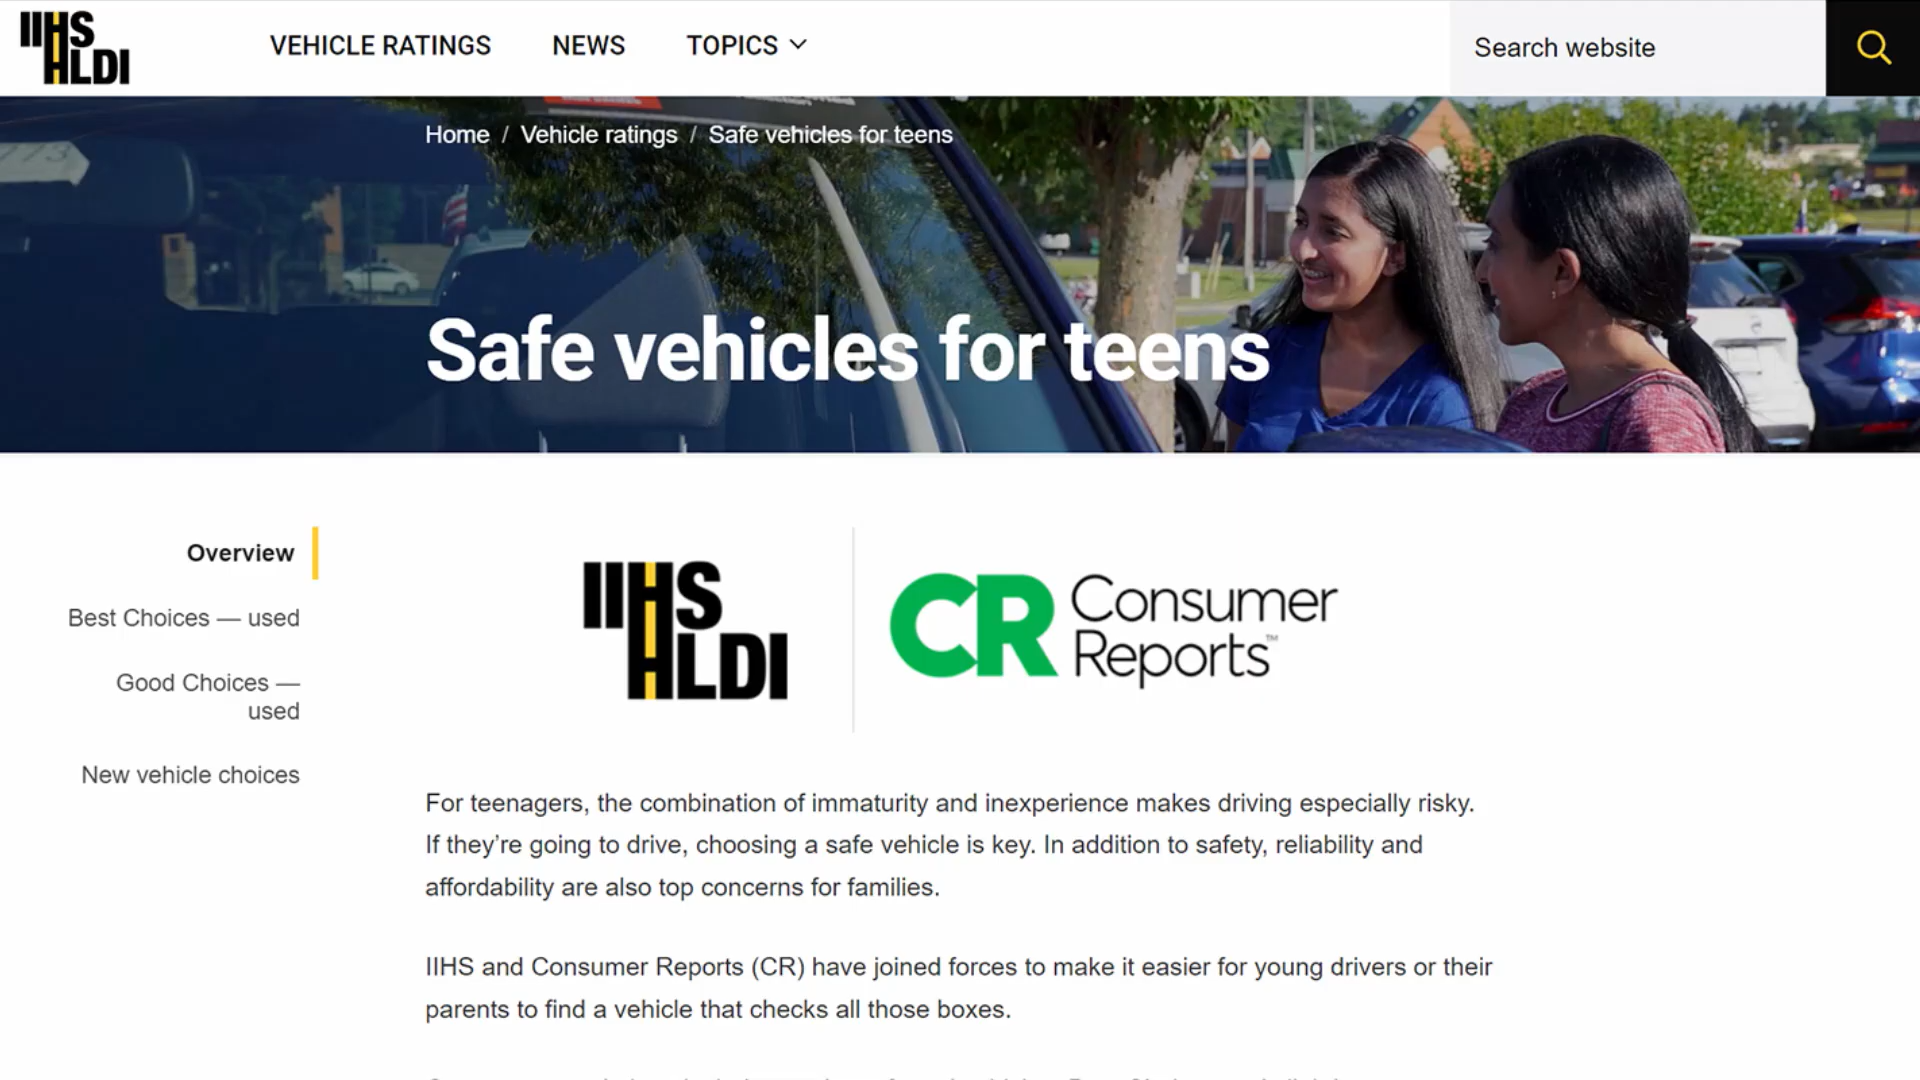 IIHS
HLDI
VEHICLE RATINGS
NEWS
TOPICS
Search website
Home / Vehicle ratings / Safe vehicles for teens
Safe vehicles for teens
Overview
Best Choices — used
Good Choices —
used
New vehicle choices
IIHS
HLDI
CR Consumer
Reports™
For teenagers, the combination of immaturity and inexperience makes driving especially risky.
If they’re going to drive, choosing a safe vehicle is key. In addition to safety, reliability and
affordability are also top concerns for families.
IIHS and Consumer Reports (CR) have joined forces to make it easier for young drivers or their
parents to find a vehicle that checks all those boxes.